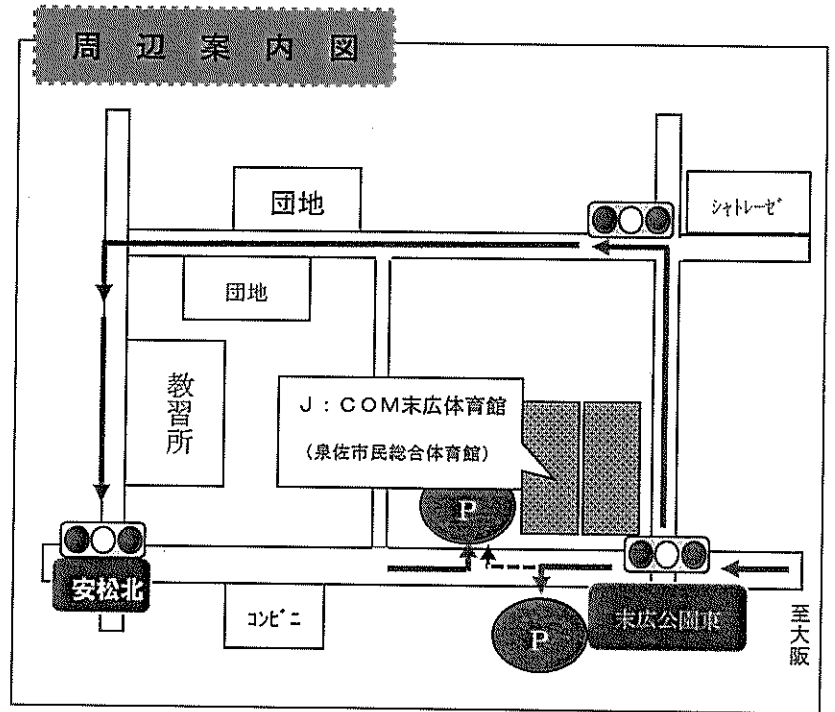 周辺案内図
団地
シャトレーゼ
団地
教習所
J：COM末広体育館
（泉佐市民総合体育館）
P
安松北
コンビニ
P
末広公園東
至大阪